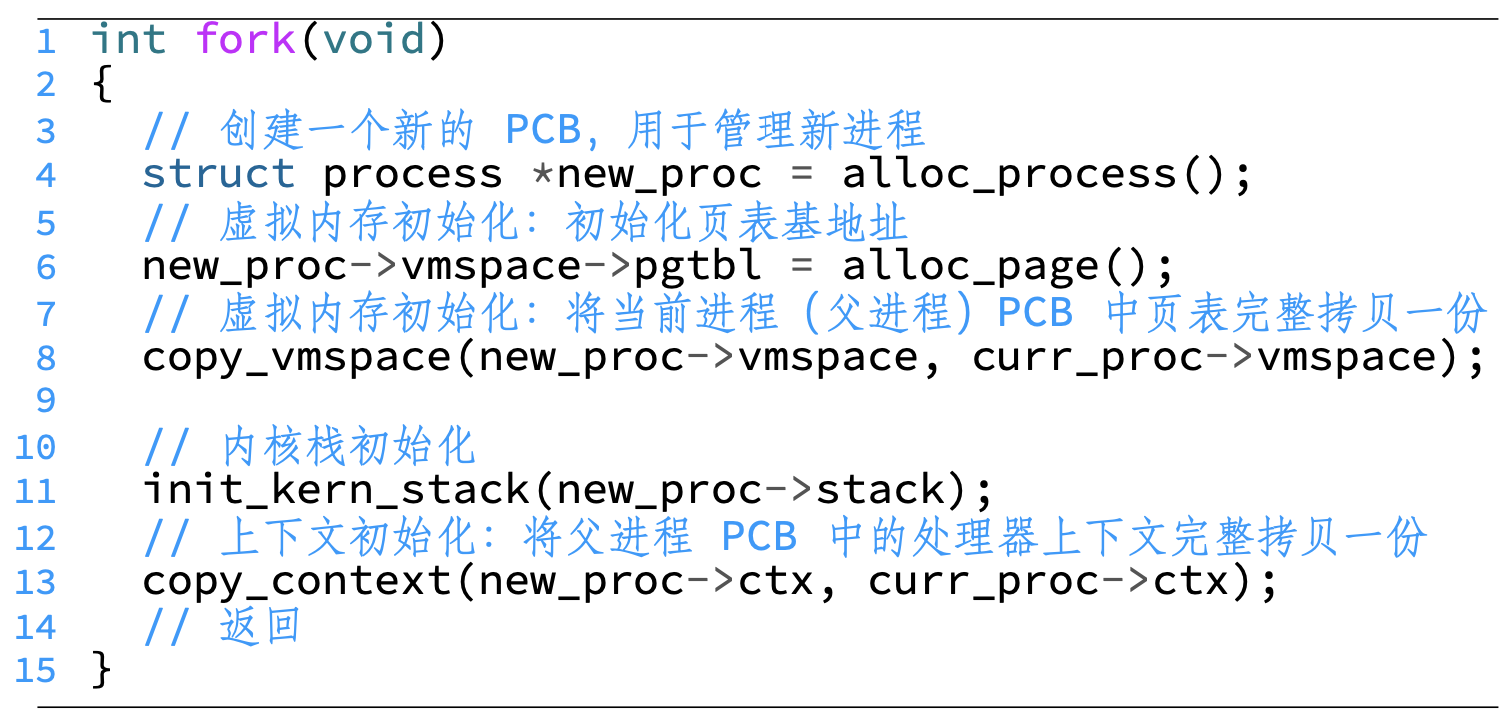 1 int fork(void)
2 {
3 // 创建一个新的 PCB，用于管理新进程
4 struct process *new_proc = alloc_process();
5 // 虚拟内存初始化：初始化页表基地址
6 new_proc->vmspace->pgtbl = alloc_page();
7 // 虚拟内存初始化：将当前进程（父进程）PCB 中页表完整拷贝一份
8 copy_vmspace(new_proc->vmspace, curr_proc->vmspace);
9
10 // 内核栈初始化
11 init_kern_stack(new_proc->stack);
12 // 上下文初始化：将父进程 PCB 中的处理器上下文完整拷贝一份
13 copy_context(new_proc->ctx, curr_proc->ctx);
14 // 返回
15 }